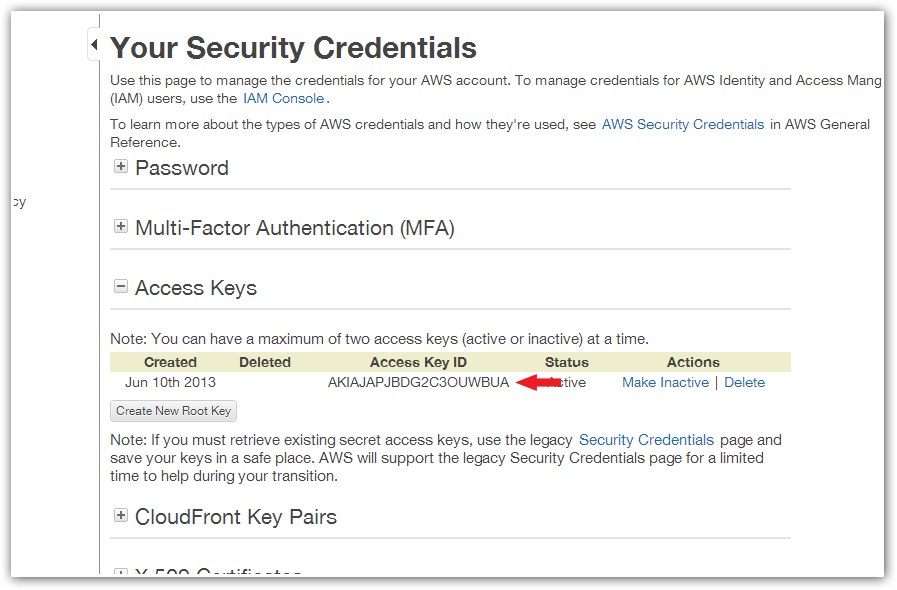 Your Security Credentials
Use this page to manage the credentials for your AWS account. To manage credentials for AWS Identity and Access Mang
(IAM) users, use the IAM Console .
To learn more about the types of AWS credentials and how they're used, see AWS Security Credentials in AWS General
Reference.
+ Password
cy
+ Multi-Factor Authentication (MFA)
− Access Keys
Note: You can have a maximum of two access keys (active or inactive) at a time.
Created Deleted Access Key ID Status Actions
Jun 10th 2013 AKIAJAPJBDG2C3OUWBUA ctive Make Inactive | Delete
Create New Root Key
Note: If you must retrieve existing secret access keys, use the legacy Security Credentials page and
save your keys in a safe place. AWS will support the legacy Security Credentials page for a limited
time to help during your transition.
+ CloudFront Key Pairs